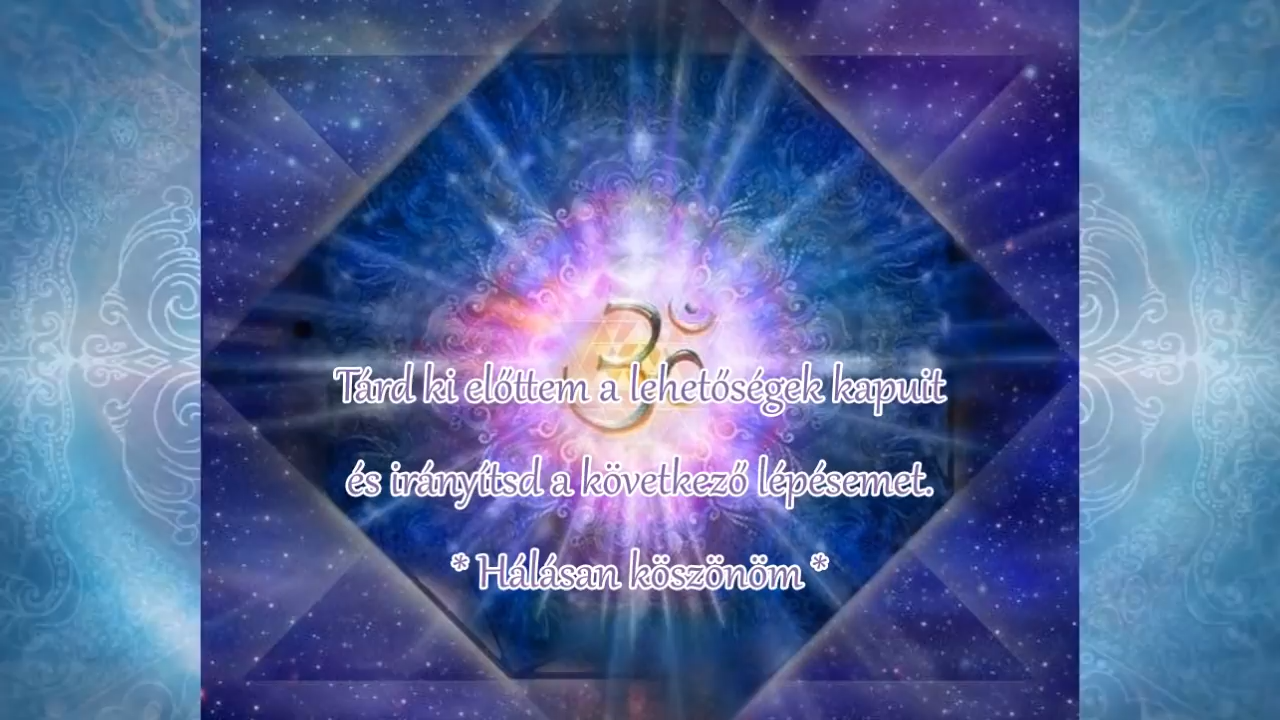 ॐ
Tárd ki előttem a lehetőségek kapuit
és irányítsd a következő lépésemet.
* Hálásan köszönöm *